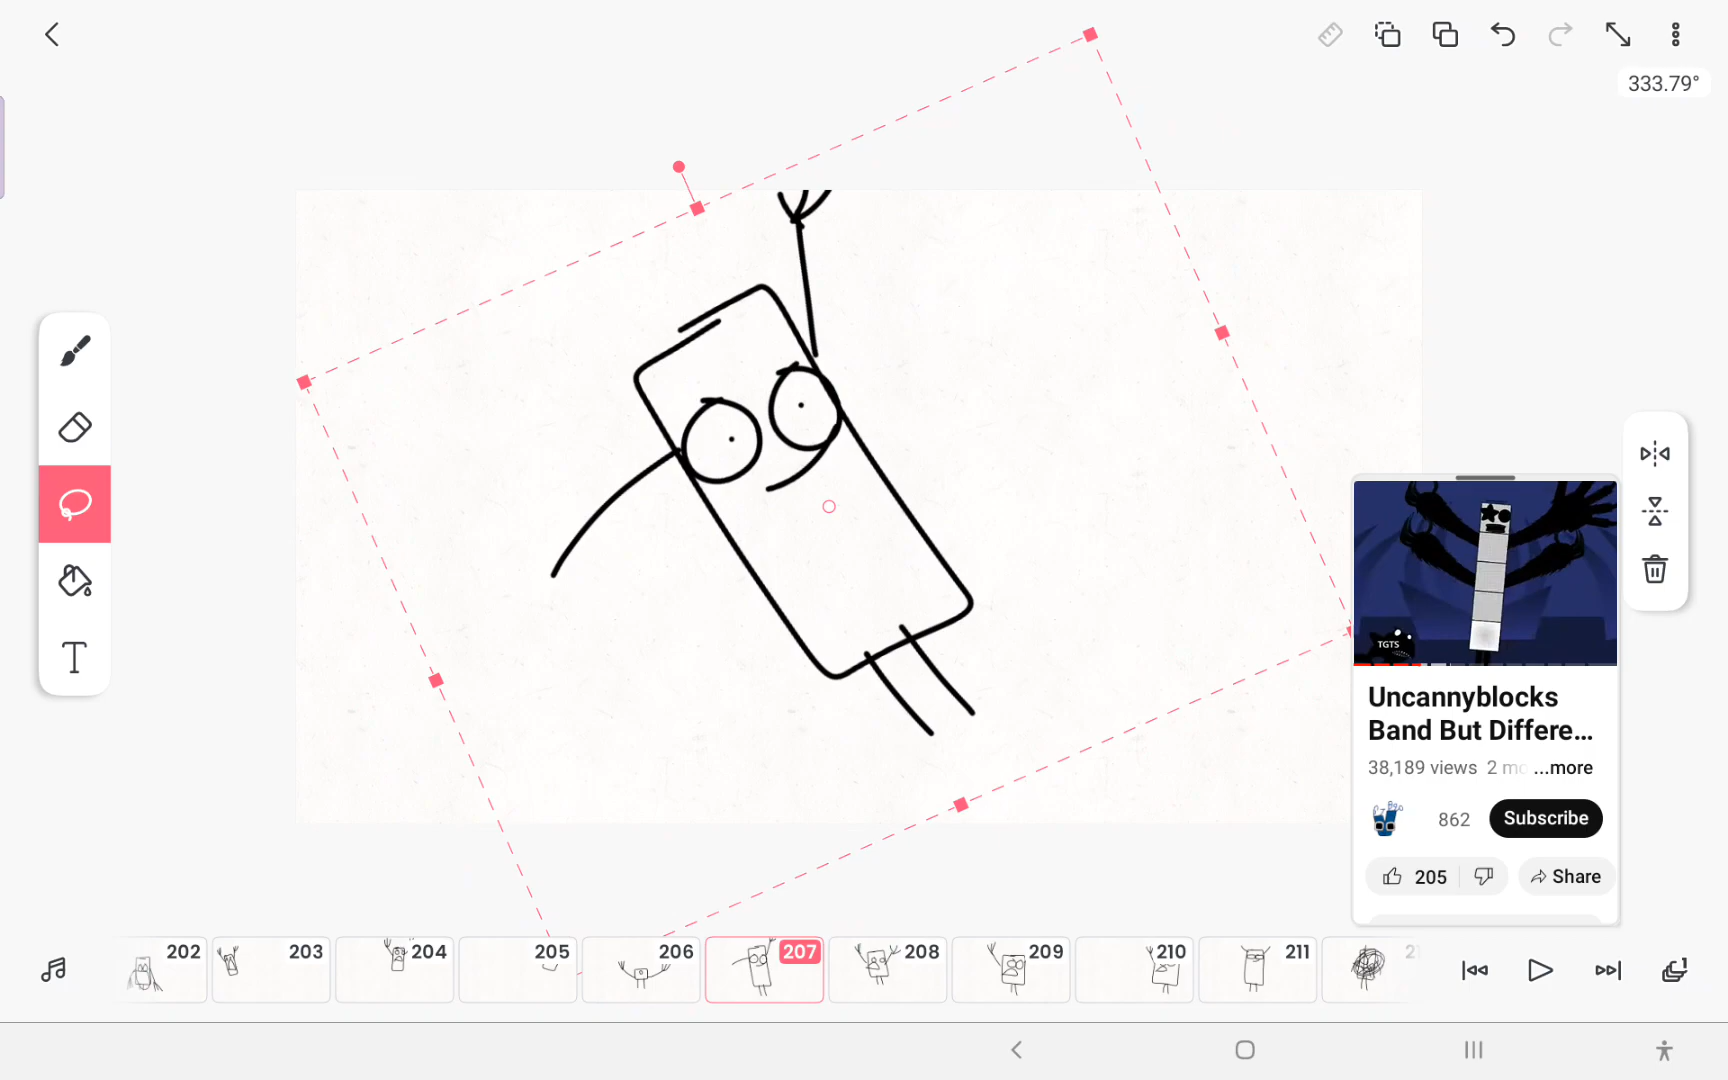 333.79°
TGTS
Uncannyblocks
Band But Differe...
38,189 views 2 mo ...more
862 Subscribe
205 Share
202 203 204 205 206 207 208 209 210 211
T